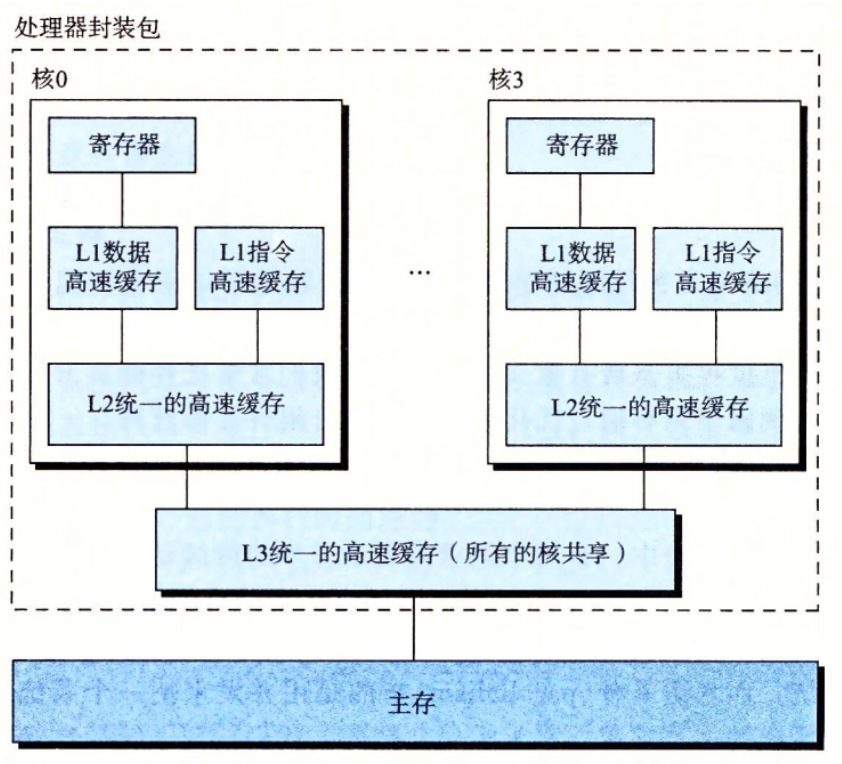 处理器封装包
核0
核3
寄存器
寄存器
L1数据
高速缓存
L1指令
高速缓存
...
L1数据
高速缓存
L1指令
高速缓存
L2统一的高速缓存
L2统一的高速缓存
L3统一的高速缓存（所有的核共享）
主存